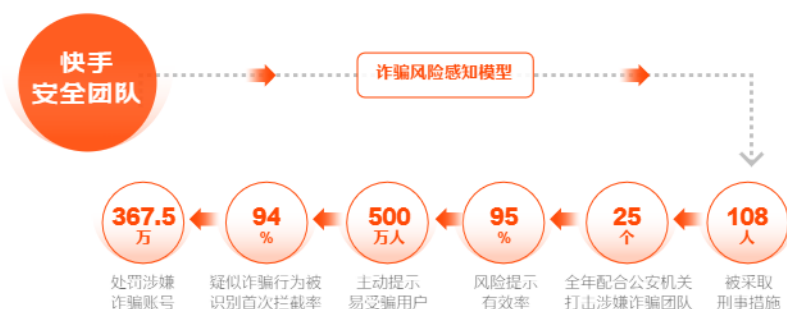 快手
安全团队
诈骗风险感知模型
367.5
万
处罚涉嫌
诈骗账号
94
%
疑似诈骗行为被
识别首次拦截率
500
万人
主动提示
易受骗用户
95
%
风险提示
有效率
25
个
全年配合公安机关
打击涉嫌诈骗团队
108
人
被采取
刑事措施